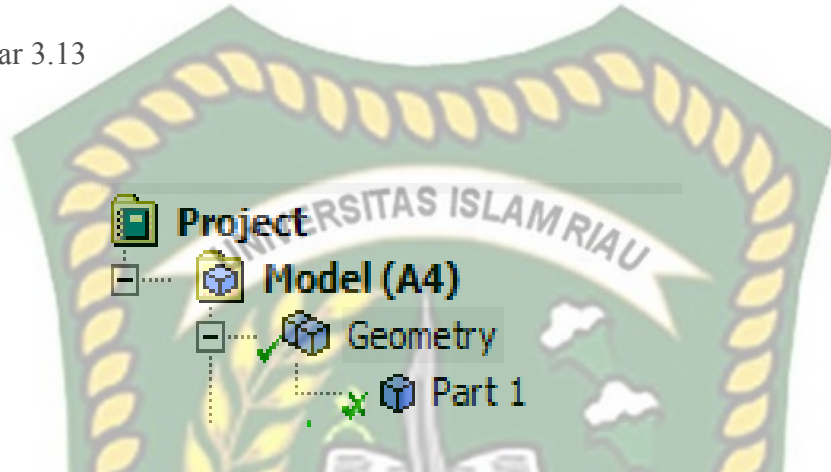 ar 3.13
UNIVERSITAS ISLAM RIAU
Project
Model (A4)
Geometry
Part 1